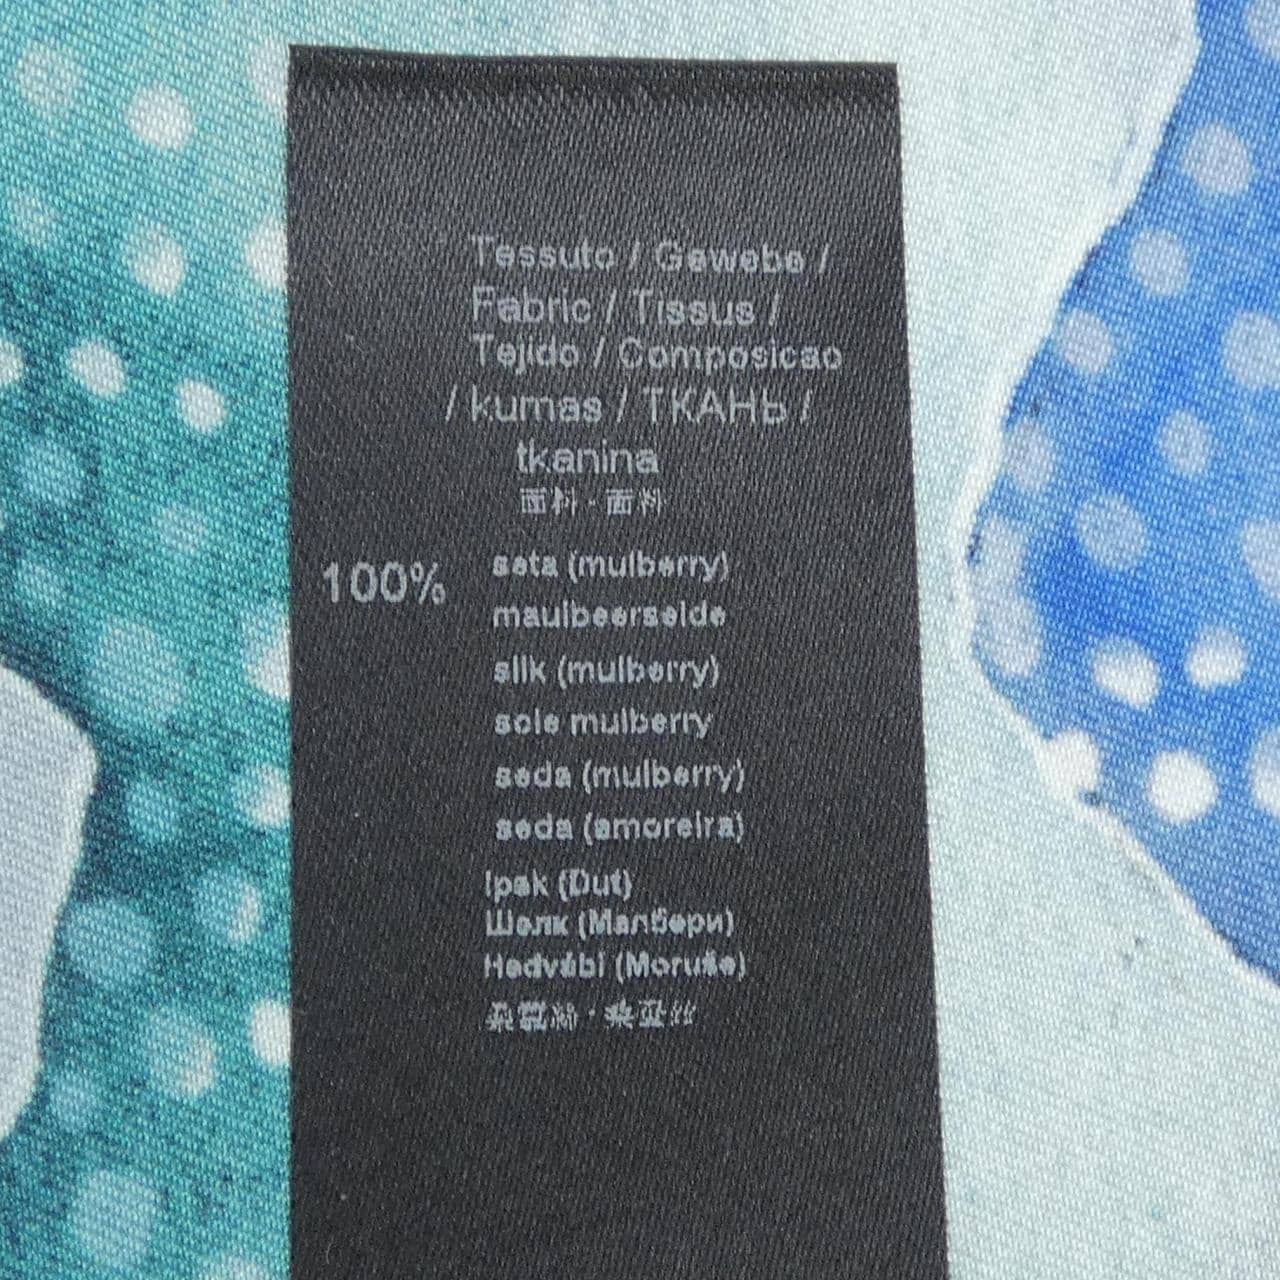 Tessuto / Gewebe /
Fabric / Tissus /
Tejido / Composicao
/ kumas / ТКАНЬ /
tkanina
面料 · 面料
100% seta (mulberry)
maulbeerseide
silk (mulberry)
soie mulberry
seda (mulberry)
seda (amoreira)
Ipek (Dut)
Шелк (Малбери)
Hedvábí (Moruše)
桑蠶絲 · 桑蚕丝